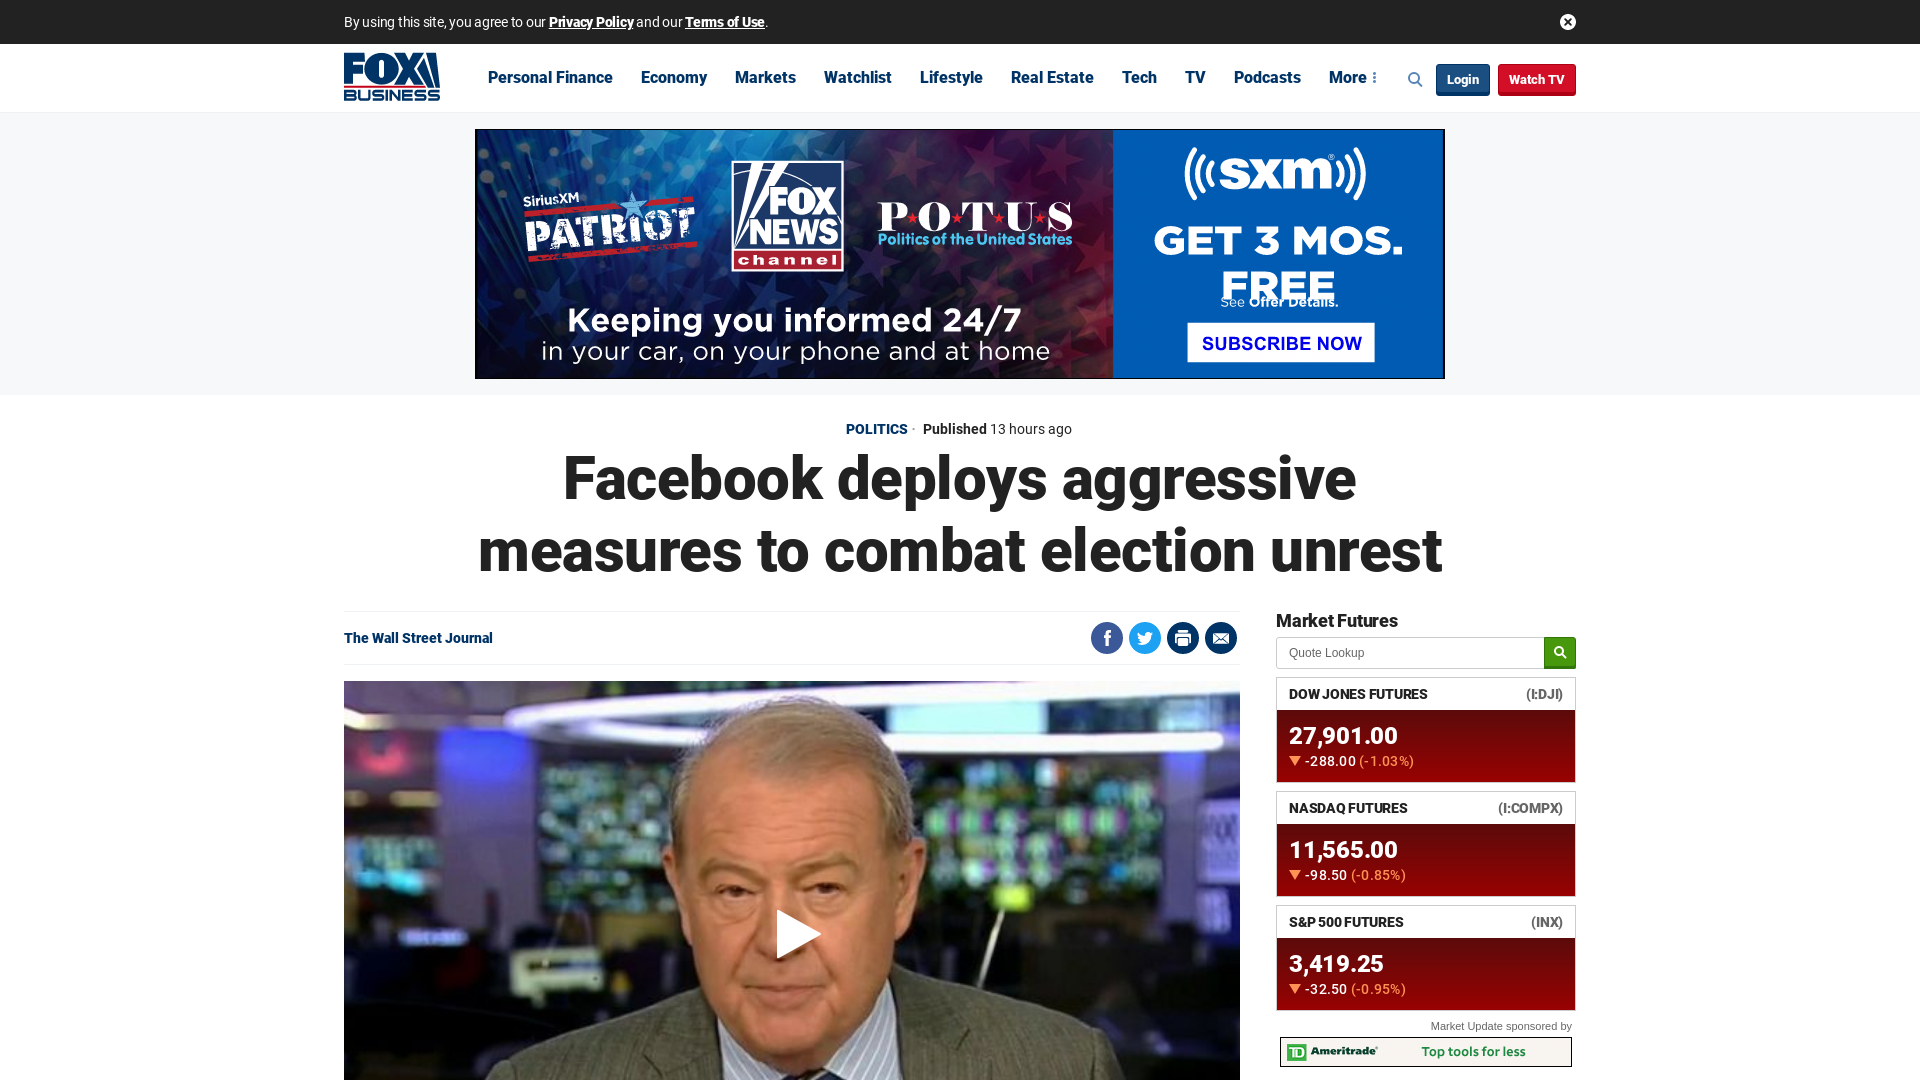 By using this site, you agree to our Privacy Policy and our Terms of Use.
FOX BUSINESS
Personal Finance Economy Markets Watchlist Lifestyle Real Estate Tech TV Podcasts More Login Watch TV
SiriusXM
PATRIOT
FOX NEWS channel
P★O★T★U★S
Politics of the United States
Keeping you informed 24/7
in your car, on your phone and at home
((( sxm® )))
GET 3 MOS.
FREE
See Offer Details.
SUBSCRIBE NOW
POLITICS · Published 13 hours ago
Facebook deploys aggressive
measures to combat election unrest
The Wall Street Journal
Market Futures
Quote Lookup
DOW JONES FUTURES (I:DJI)
27,901.00
▼ -288.00 (-1.03%)
NASDAQ FUTURES (I:COMPX)
11,565.00
▼ -98.50 (-0.85%)
S&P 500 FUTURES (INX)
3,419.25
▼ -32.50 (-0.95%)
Market Update sponsored by
TD Ameritrade® Top tools for less